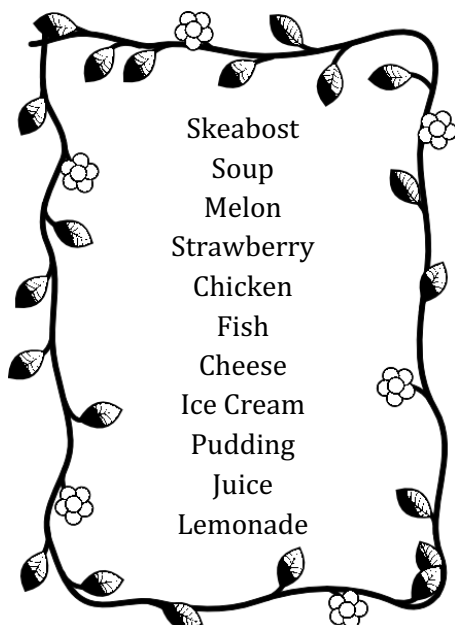 Skeabost
Soup
Melon
Strawberry
Chicken
Fish
Cheese
Ice Cream
Pudding
Juice
Lemonade